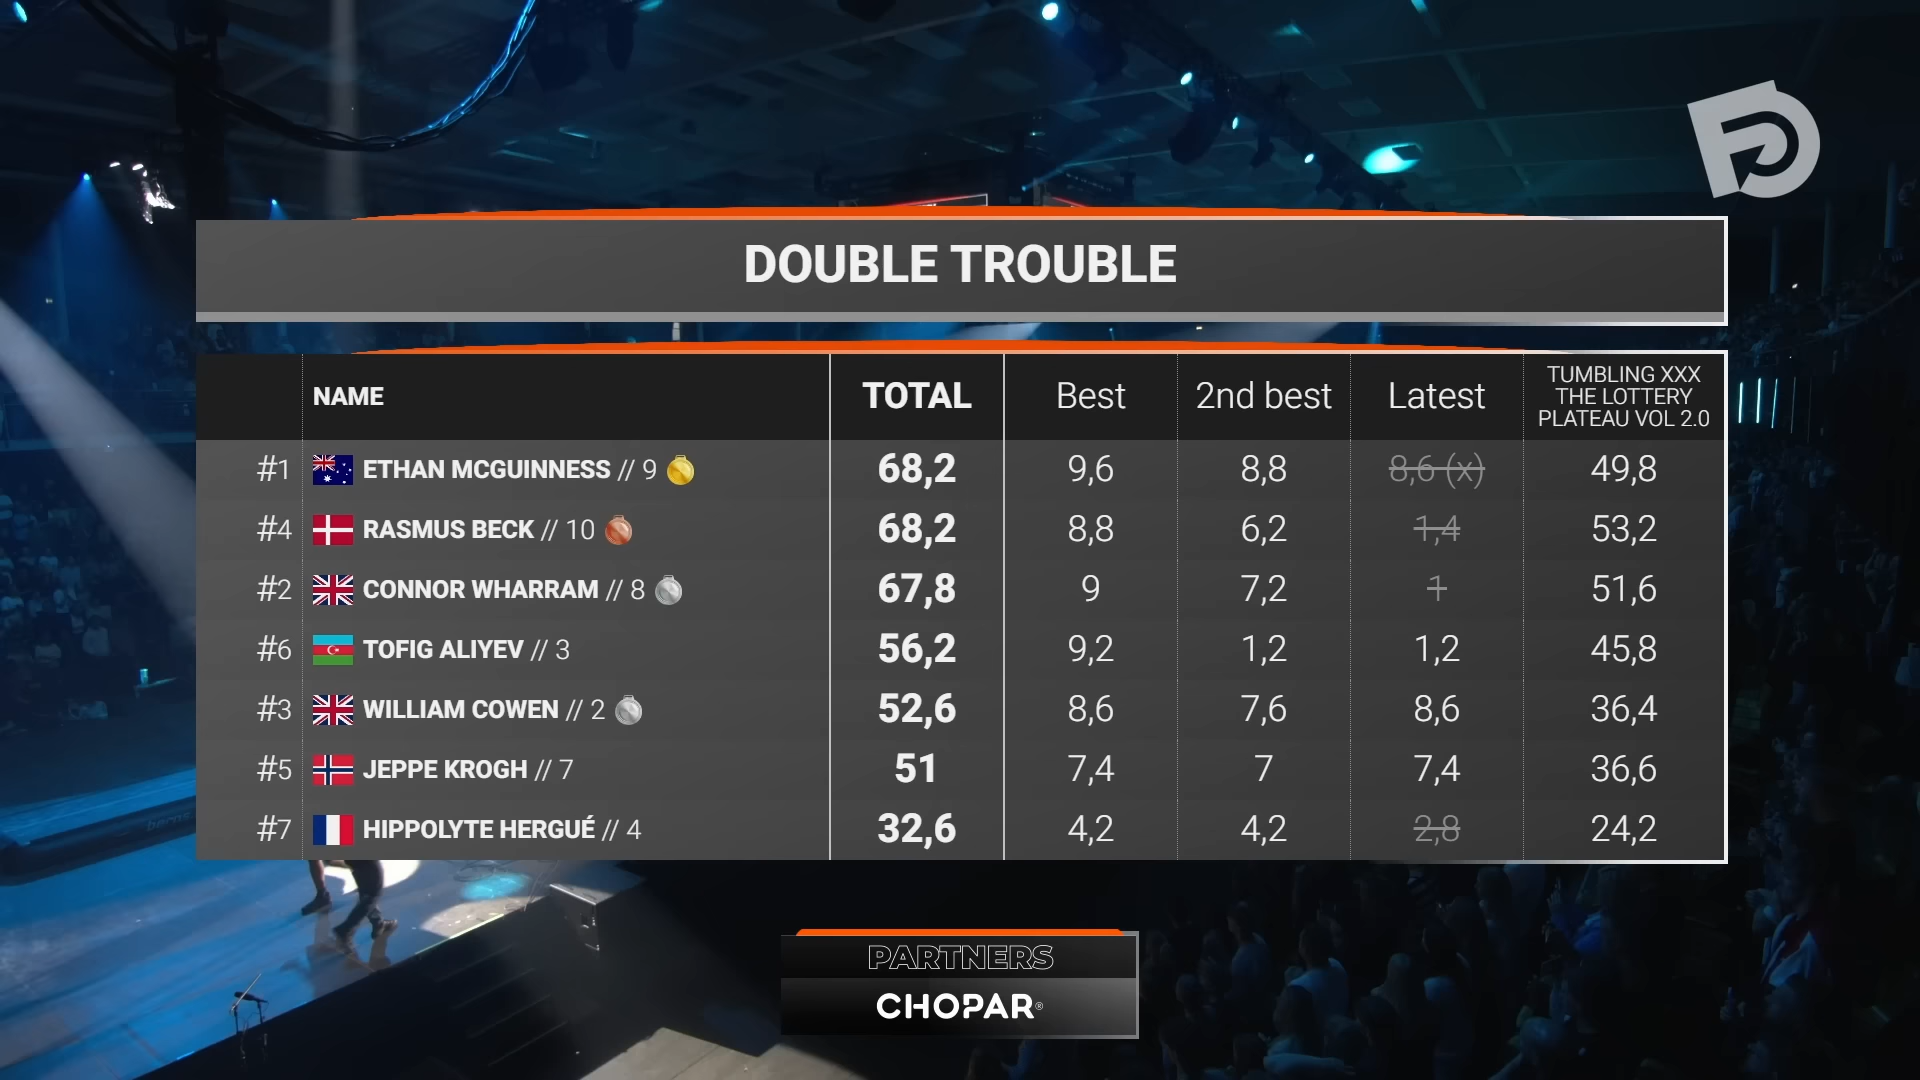 DOUBLE TROUBLE
NAME TOTAL Best 2nd best Latest TUMBLING XXX
THE LOTTERY
PLATEAU VOL 2.0
#1 ETHAN MCGUINNESS // 9 68,2 9,6 8,8 8,6 (x) 49,8
#4 RASMUS BECK // 10 68,2 8,8 6,2 1,4 53,2
#2 CONNOR WHARRAM // 8 67,8 9 7,2 1 51,6
#6 TOFIG ALIYEV // 3 56,2 9,2 1,2 1,2 45,8
#3 WILLIAM COWEN // 2 52,6 8,6 7,6 8,6 36,4
#5 JEPPE KROGH // 7 51 7,4 7 7,4 36,6
#7 HIPPOLYTE HERGUÉ // 4 32,6 4,2 4,2 2,8 24,2
PARTNERS
CHOPAR®